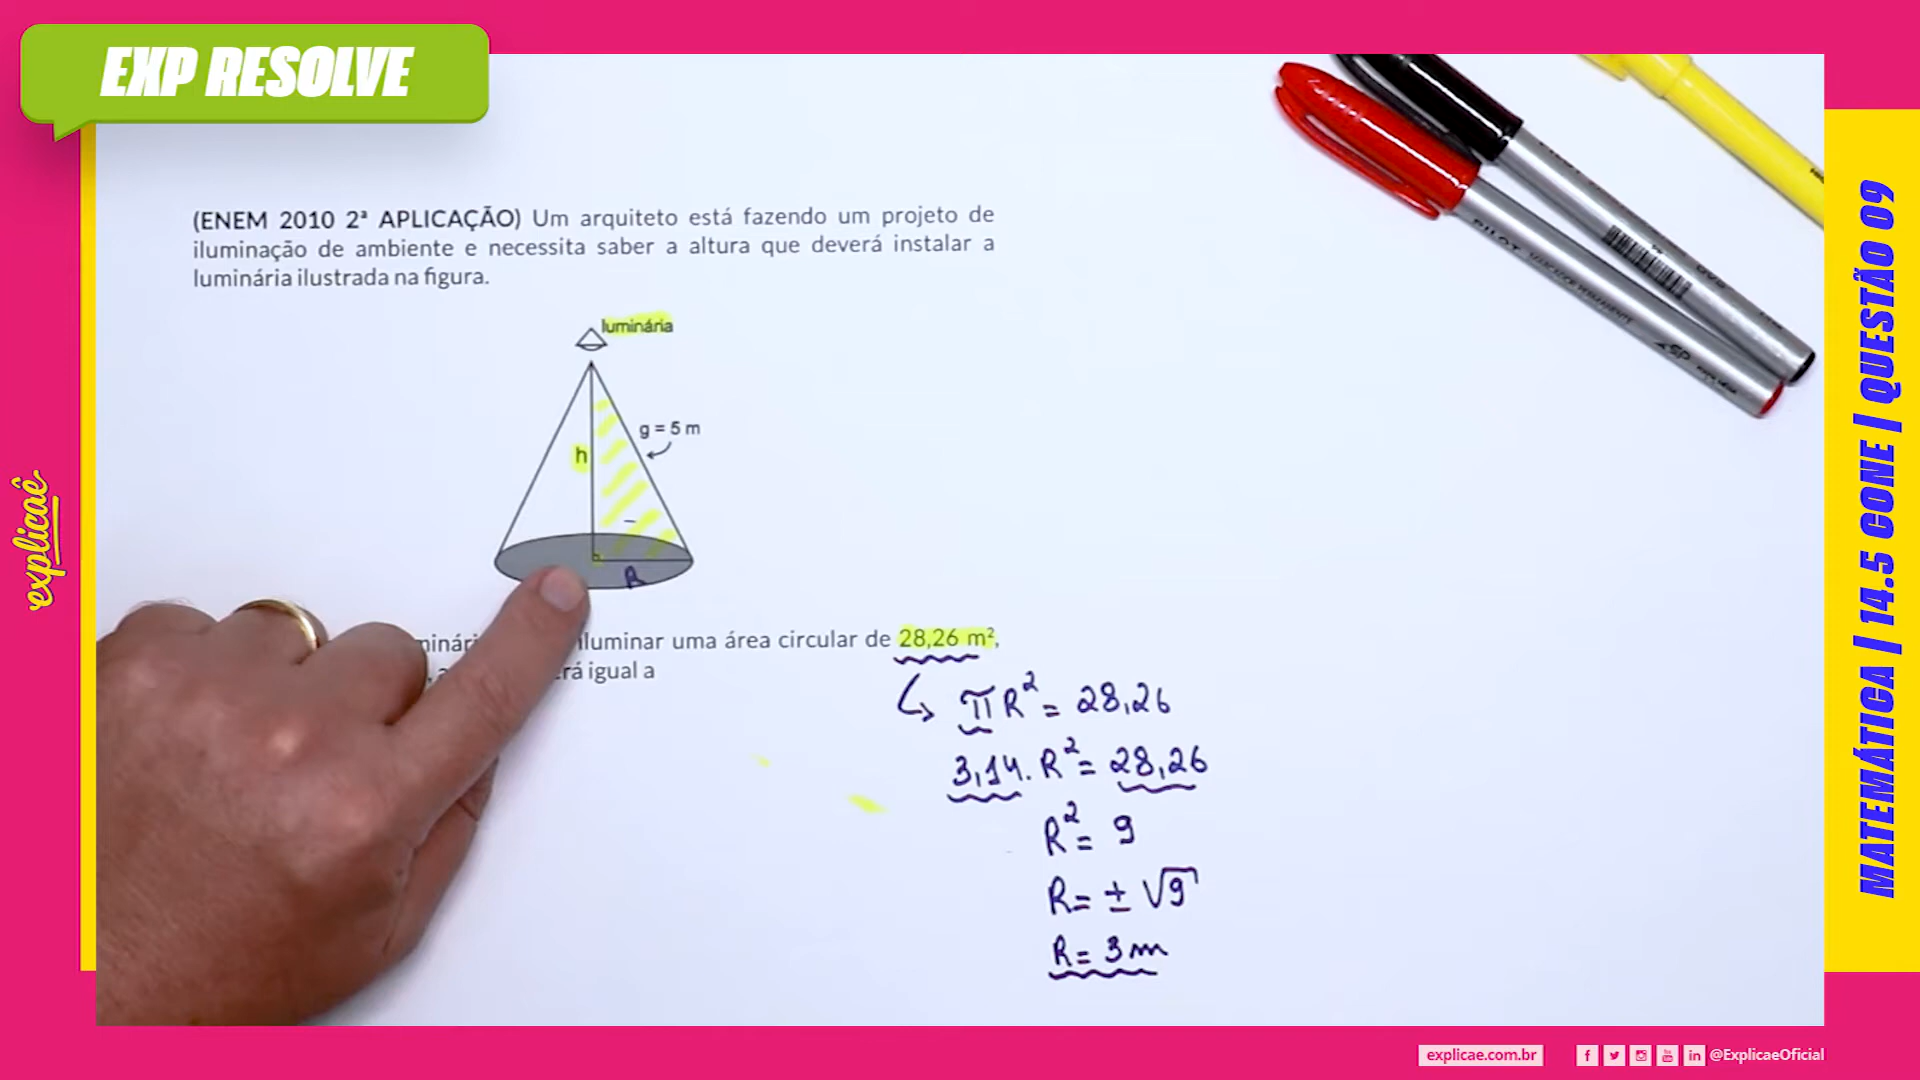 EXP RESOLVE
(ENEM 2010 2ª APLICAÇÃO) Um arquiteto está fazendo um projeto de
iluminação de ambiente e necessita saber a altura que deverá instalar a
luminária ilustrada na figura.
luminária
g = 5 m
h
R
iluminar uma área circular de 28,26 m²,
igual a
πR² = 28,26
3,14. R² = 28,26
R² = 9
R = ± √9
R = 3m
PILOT
explicaê
MATEMÁTICA | 14.5 CONE | QUESTÃO 09
explicae.com.br
@ExplicaeOficial